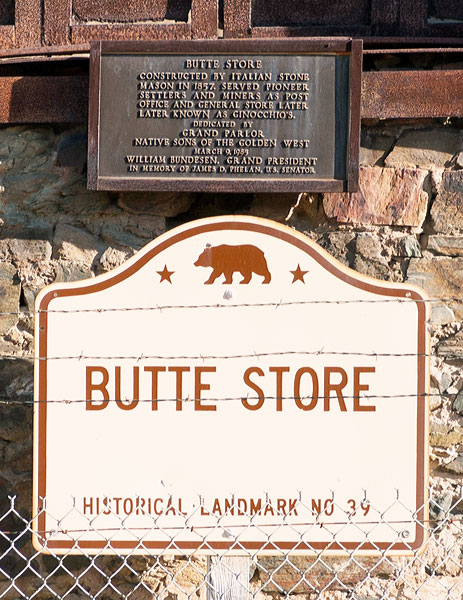 BUTTE STORE
CONSTRUCTED BY ITALIAN STONE
MASON IN 1857. SERVED PIONEER
SETTLERS AND MINERS AS POST
OFFICE AND GENERAL STORE LATER
LATER KNOWN AS GINOCCHIO'S.
DEDICATED BY
GRAND PARLOR
NATIVE SONS OF THE GOLDEN WEST
MARCH 9, 1985
WILLIAM BUNDESEN, GRAND PRESIDENT
IN MEMORY OF JAMES D. PHELAN, U.S. SENATOR
BUTTE STORE
HISTORICAL LANDMARK NO 39